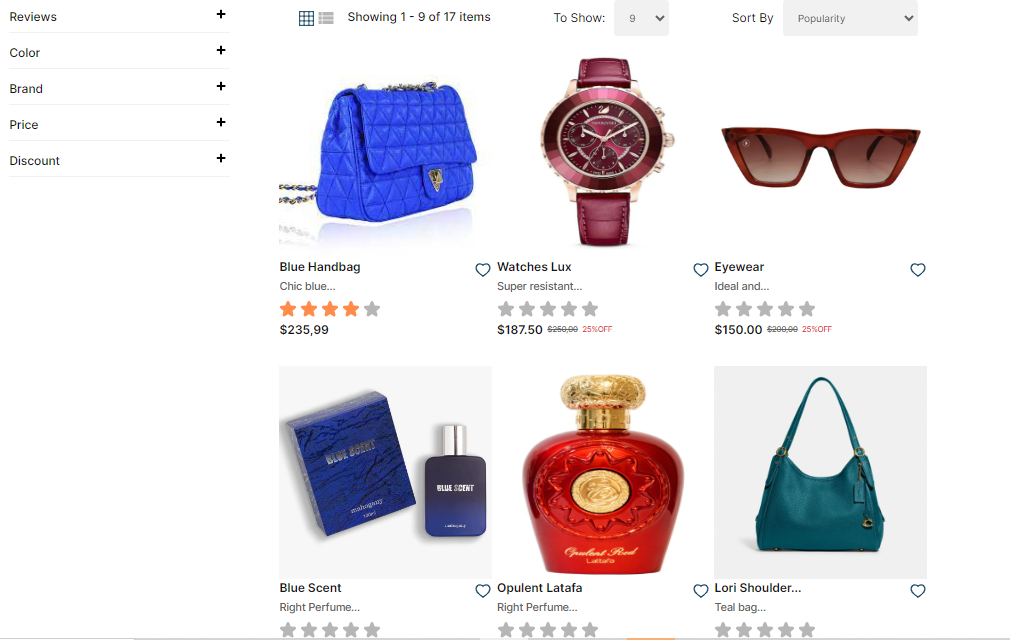 Reviews +
Color +
Brand +
Price +
Discount +
Showing 1 - 9 of 17 items
To Show: 9
Sort By Popularity
SWAROVSKI
Blue Handbag
Chic blue...
$235,99
Watches Lux
Super resistant...
$187.50 $250,00 25%OFF
Eyewear
Ideal and...
$150.00 $200,00 25%OFF
BLUE SCENT
mahogany
100ml
BLUE SCENT
mahogany
Opulent Red
Lattafa
Blue Scent
Right Perfume...
Opulent Latafa
Right Perfume...
Lori Shoulder...
Teal bag...